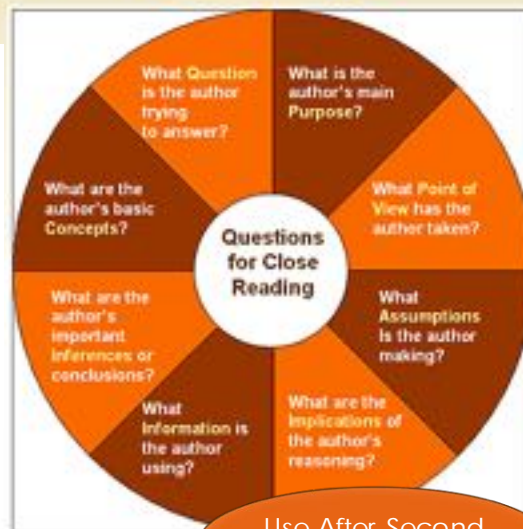 What Question
is the author
trying
to answer?
What is the
author's main
Purpose?
What Point of
View has the
author taken?
What
Assumptions
Is the author
making?
What are the
Implications of
the author's
reasoning?
What
Information is
the author
using?
What are the
author's
important
Inferences or
conclusions?
What are the
author's basic
Concepts?
Questions
for Close
Reading
Use After Second